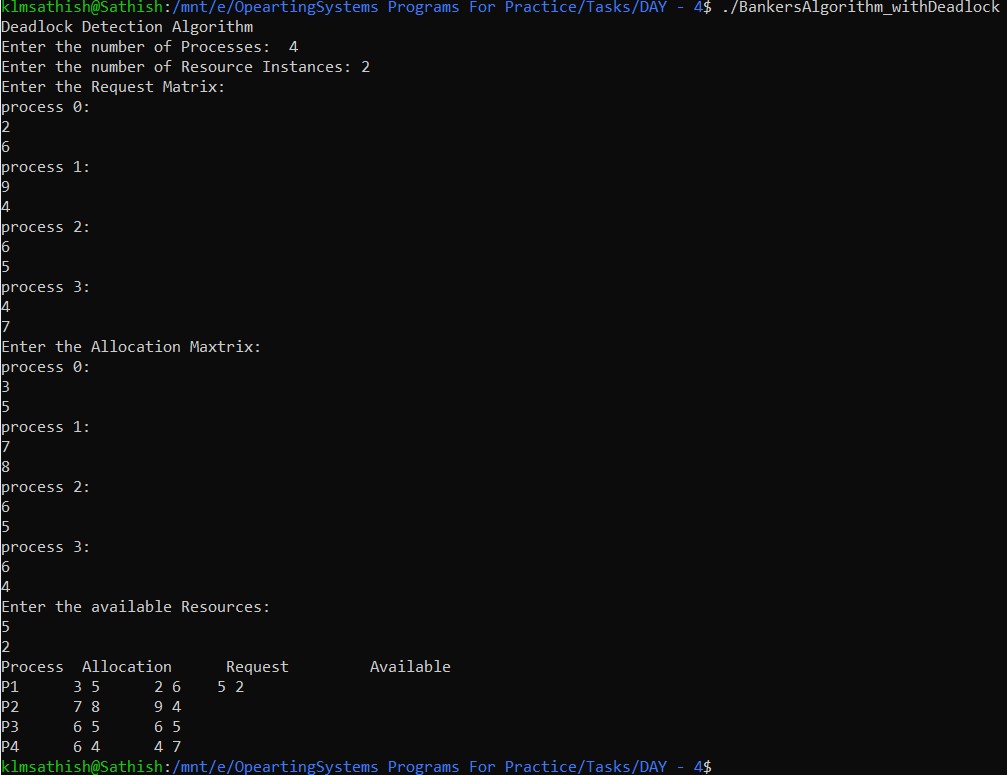 klmsathish@Sathish:/mnt/e/OpeartingSystems Programs For Practice/Tasks/DAY - 4$ ./BankersAlgorithm_withDeadlock
Deadlock Detection Algorithm
Enter the number of Processes:  4
Enter the number of Resource Instances: 2
Enter the Request Matrix:
process 0:
2
6
process 1:
9
4
process 2:
6
5
process 3:
4
7
Enter the Allocation Maxtrix:
process 0:
3
5
process 1:
7
8
process 2:
6
5
process 3:
6
4
Enter the available Resources:
5
2
Process  Allocation      Request         Available
P1      3 5      2 6    5 2
P2      7 8      9 4
P3      6 5      6 5
P4      6 4      4 7
klmsathish@Sathish:/mnt/e/OpeartingSystems Programs For Practice/Tasks/DAY - 4$